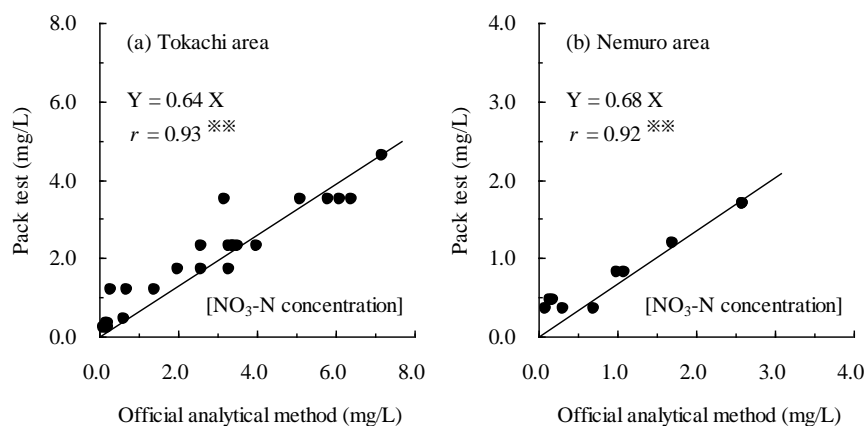 8.0
6.0
4.0
2.0
0.0
Pack test (mg/L)
(a) Tokachi area
Y = 0.64 X
r = 0.93 ※※
[NO₃-N concentration]
0.0 2.0 4.0 6.0 8.0
Official analytical method (mg/L)
4.0
3.0
2.0
1.0
0.0
Pack test (mg/L)
(b) Nemuro area
Y = 0.68 X
r = 0.92 ※※
[NO₃-N concentration]
0.0 1.0 2.0 3.0 4.0
Official analytical method (mg/L)